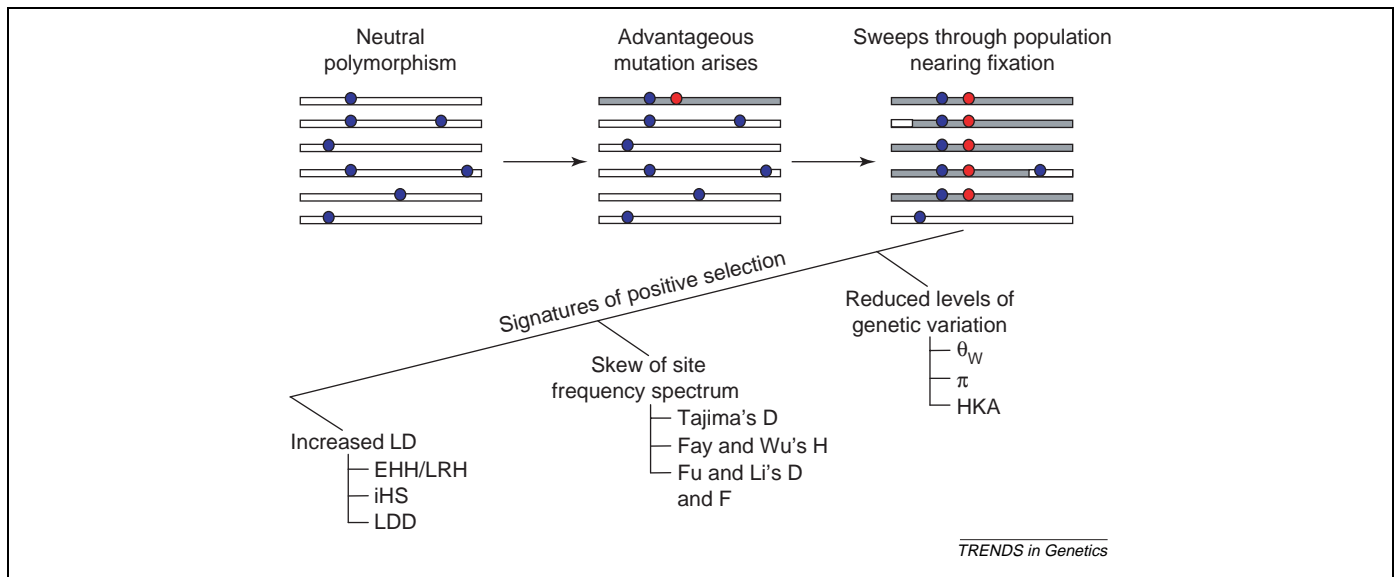 Neutral
polymorphism
Advantageous
mutation arises
Sweeps through population
nearing fixation
Signatures of positive selection
Reduced levels of
genetic variation
θW
π
HKA
Skew of site
frequency spectrum
Tajima's D
Fay and Wu's H
Fu and Li's D
and F
Increased LD
EHH/LRH
iHS
LDD
TRENDS in Genetics